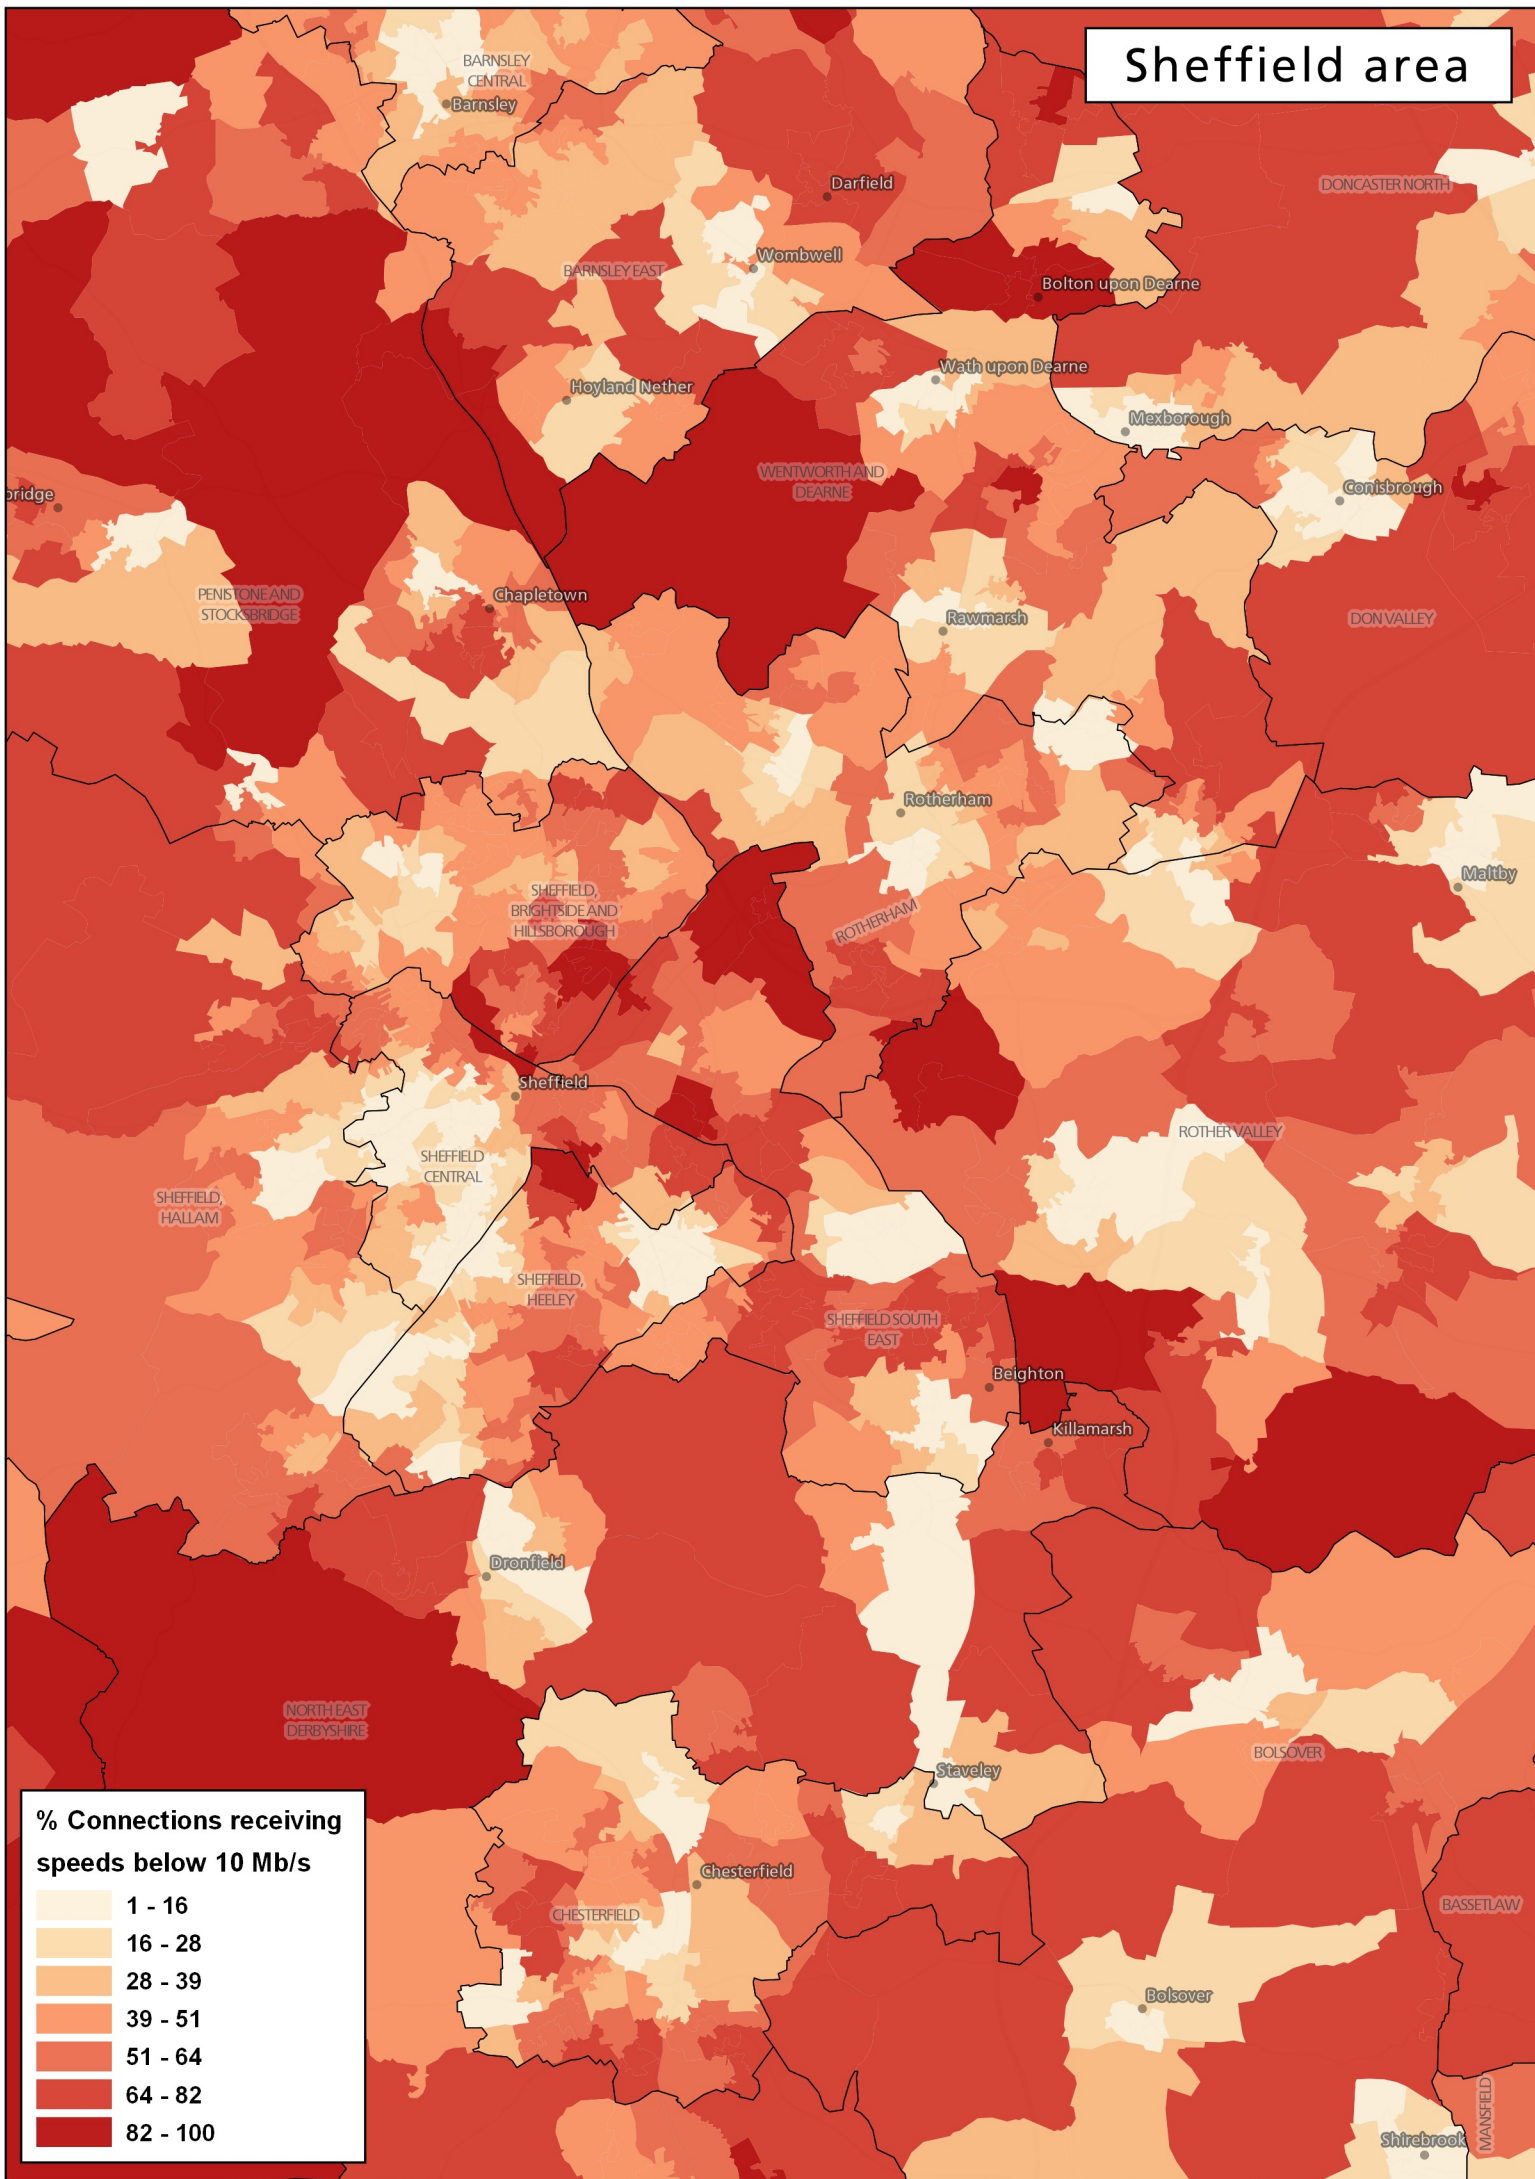 Sheffield area
BARNSLEY
CENTRAL
Barnsley
Darfield
DONCASTER NORTH
Wombwell
BARNSLEY EAST
Bolton upon Dearne
Wath upon Dearne
Hoyland Nether
Mexborough
WENTWORTH AND
DEARNE
Conisbrough
bridge
PENISTONE AND
STOCKSBRIDGE
Chapletown
Rawmarsh
DON VALLEY
Rotherham
Maltby
SHEFFIELD,
BRIGHTSIDE AND
HILLSBOROUGH
ROTHERHAM
Sheffield
ROTHER VALLEY
SHEFFIELD
CENTRAL
SHEFFIELD,
HALLAM
SHEFFIELD,
HEELEY
SHEFFIELD SOUTH
EAST
Beighton
Killamarsh
Dronfield
NORTH EAST
DERBYSHIRE
BOLSOVER
Staveley
Chesterfield
CHESTERFIELD
BASSETLAW
Bolsover
MANSFIELD
Shirebrook
% Connections receiving
speeds below 10 Mb/s
1 - 16
16 - 28
28 - 39
39 - 51
51 - 64
64 - 82
82 - 100